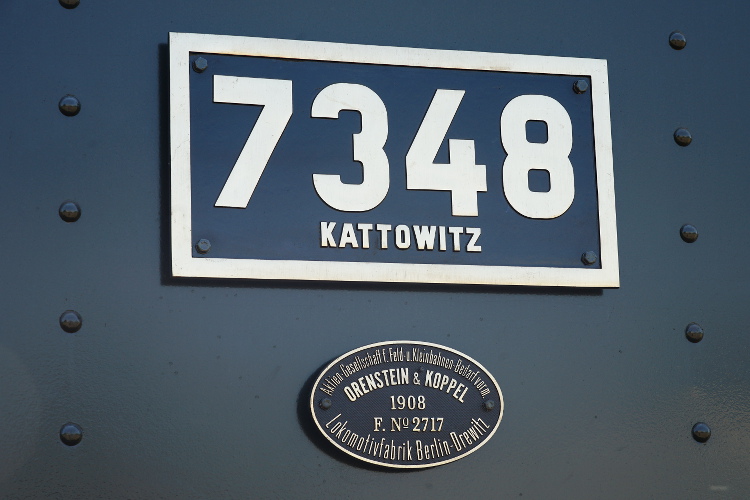 7348
KATTOWITZ
Aktien-Gesellschaft f. Feld- u. Kleinbahnen-Bedarf vorm.
ORENSTEIN & KOPPEL
1908
F. No 2717
Lokomotivfabrik Berlin-Drewitz